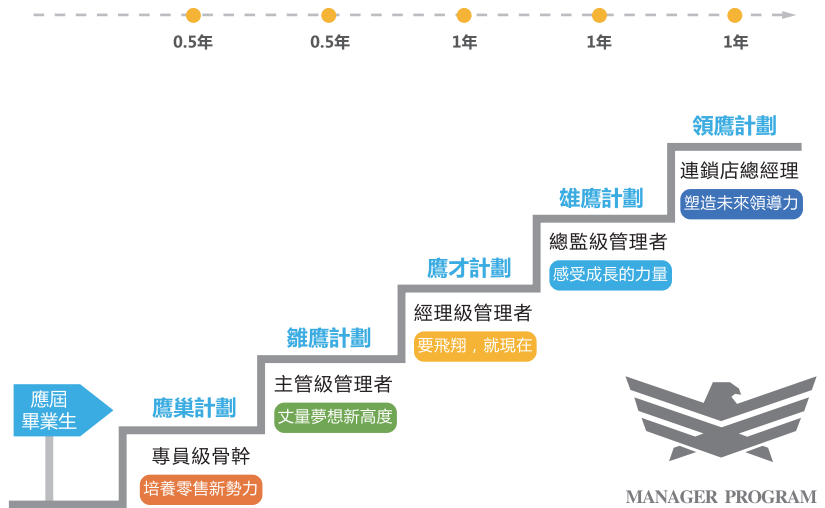 0.5年
0.5年
1年
1年
1年
領鷹計劃
連鎖店總經理
塑造未來領導力
雄鷹計劃
總監級管理者
感受成長的力量
鷹才計劃
經理級管理者
要飛翔，就現在
雛鷹計劃
主管級管理者
丈量夢想新高度
應屆
畢業生
鷹巢計劃
專員級骨幹
培養零售新勢力
MANAGER PROGRAM